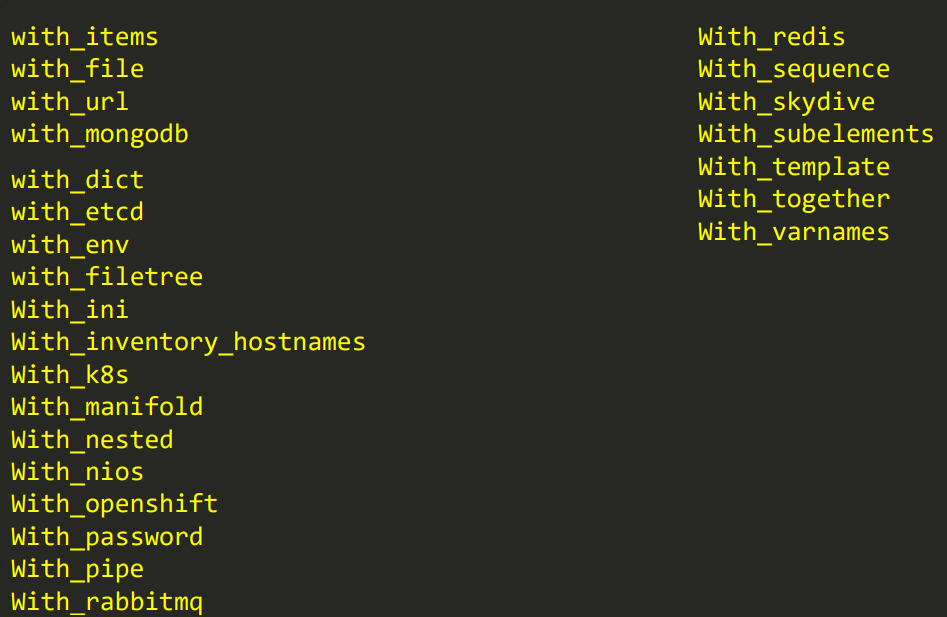 with_items
with_file
with_url
with_mongodb
with_dict
with_etcd
with_env
with_filetree
With_ini
With_inventory_hostnames
With_k8s
With_manifold
With_nested
With_nios
With_openshift
With_password
With_pipe
With_rabbitmq
With_redis
With_sequence
With_skydive
With_subelements
With_template
With_together
With_varnames